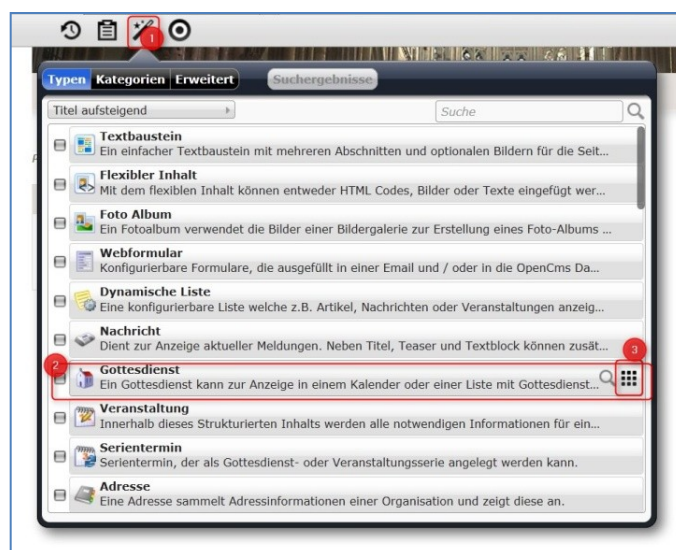 1
Typen Kategorien Erweitert Suchergebnisse
Titel aufsteigend Suche
Textbaustein
Ein einfacher Textbaustein mit mehreren Abschnitten und optionalen Bildern für die Seit...
Flexibler Inhalt
Mit dem flexiblen Inhalt können entweder HTML Codes, Bilder oder Texte eingefügt wer...
Foto Album
Ein Fotoalbum verwendet die Bilder einer Bildergalerie zur Erstellung eines Foto-Albums ...
Webformular
Konfigurierbare Formulare, die ausgefüllt in einer Email und / oder in die OpenCms Da...
Dynamische Liste
Eine konfigurierbare Liste welche z.B. Artikel, Nachrichten oder Veranstaltungen anzeig...
Nachricht
Dient zur Anzeige aktueller Meldungen. Neben Titel, Teaser und Textblock können zusät...
3
2
Gottesdienst
Ein Gottesdienst kann zur Anzeige in einem Kalender oder einer Liste mit Gottesdienst...
Veranstaltung
Innerhalb dieses Strukturierten Inhalts werden alle notwendigen Informationen für ein...
Serientermin
Serientermin, der als Gottesdienst- oder Veranstaltungsserie angelegt werden kann.
Adresse
Eine Adresse sammelt Adressinformationen einer Organisation und zeigt diese an.